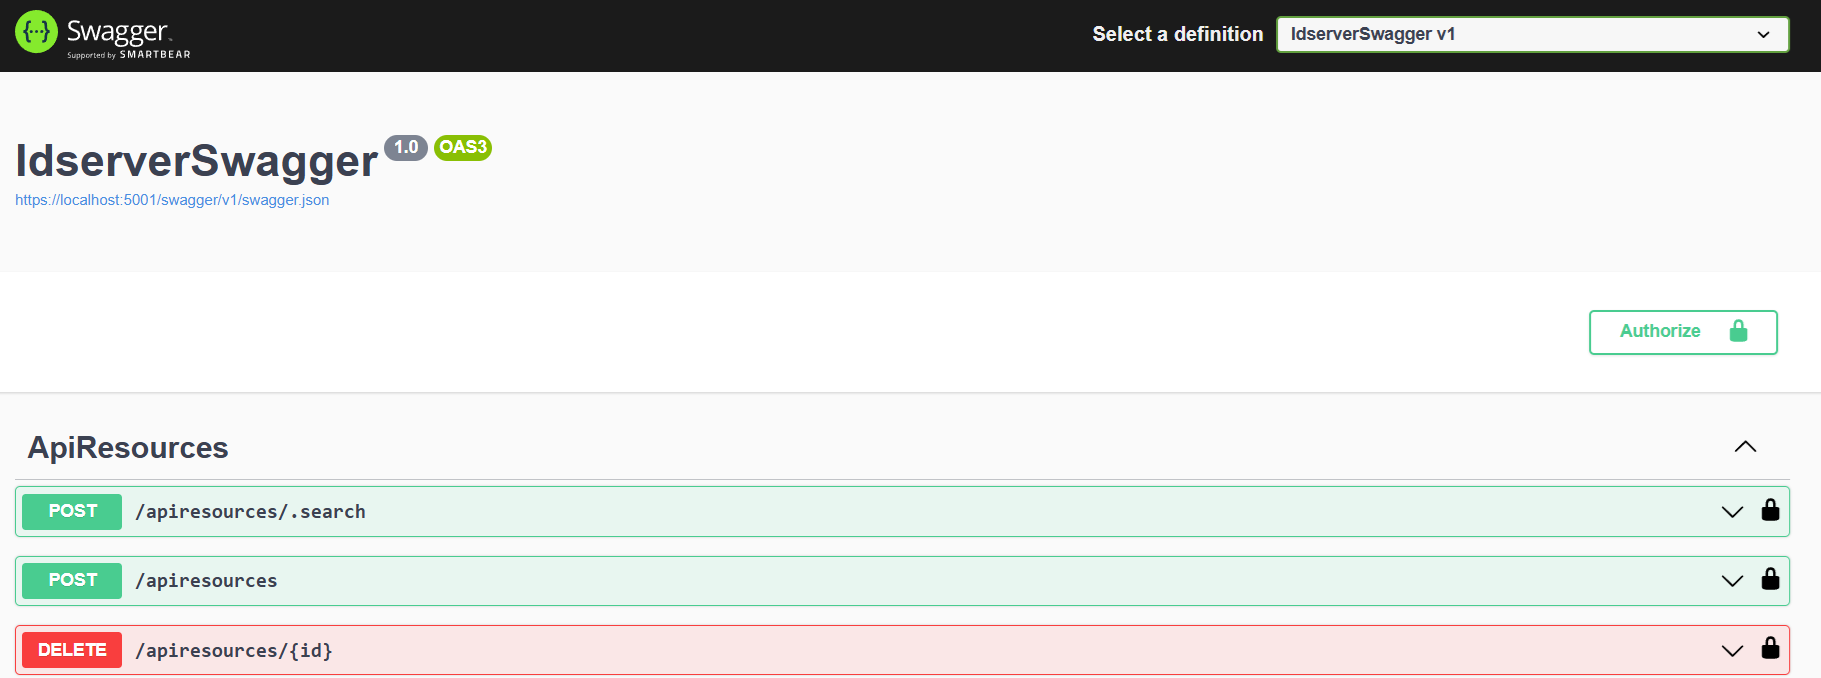 Swagger
Supported by SMARTBEAR
Select a definition
IdserverSwagger v1
IdserverSwagger 1.0 OAS3
https://localhost:5001/swagger/v1/swagger.json
Authorize
ApiResources
POST /apiresources/.search
POST /apiresources
DELETE /apiresources/{id}